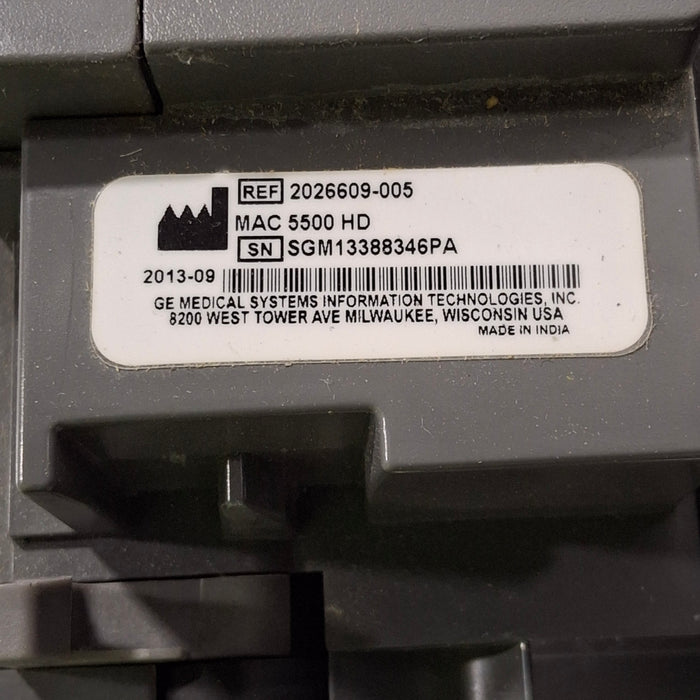 REF 2026609-005
MAC 5500 HD
SN SGM13388346PA
2013-09
GE MEDICAL SYSTEMS INFORMATION TECHNOLOGIES, INC.
8200 WEST TOWER AVE MILWAUKEE, WISCONSIN USA
MADE IN INDIA